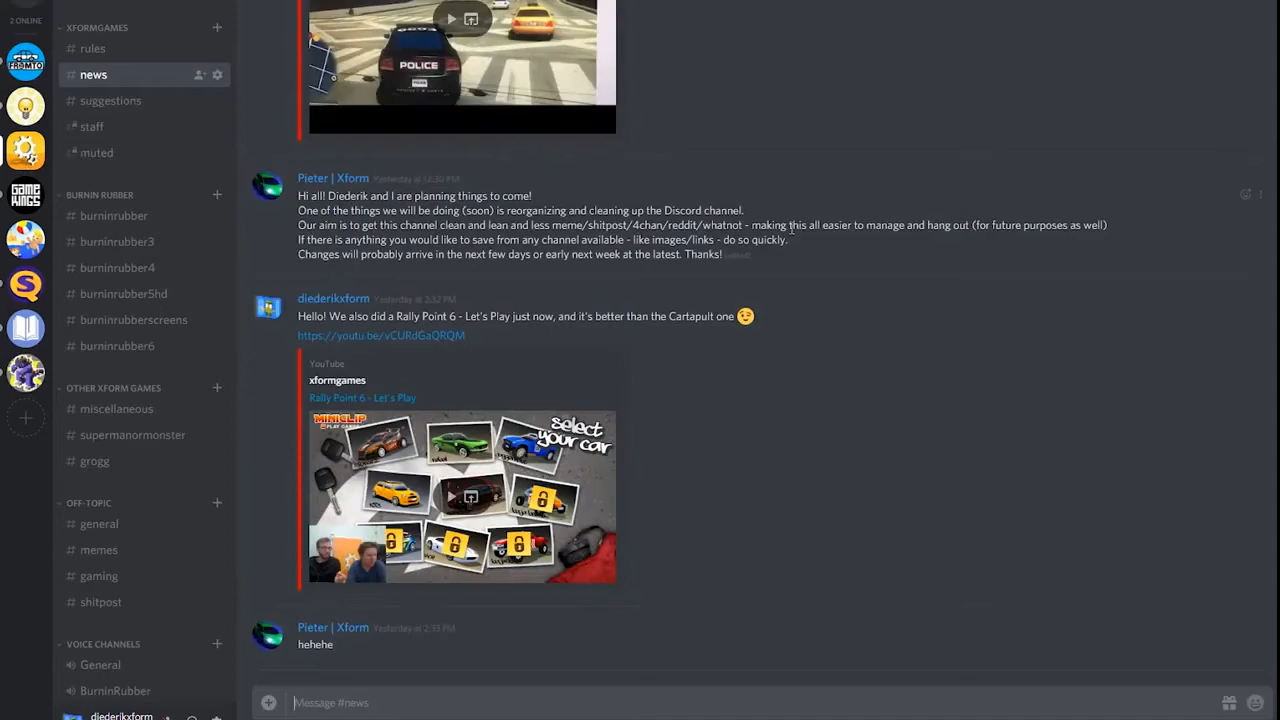 2 ONLINE
FROMTO
GAME
KINGS
XFORMGAMES
# rules
# news
# suggestions
staff
muted
BURNIN RUBBER
# burninrubber
# burninrubber3
# burninrubber4
# burninrubber5hd
# burninrubberscreens
# burninrubber6
OTHER XFORM GAMES
# miscellaneous
# supermanormonster
# grogg
OFF-TOPIC
# general
# memes
# gaming
# shitpost
VOICE CHANNELS
General
BurninRubber
diederikxform
POLICE
Pieter | Xform Yesterday at 12:30 PM
Hi all! Diederik and I are planning things to come!
One of the things we will be doing (soon) is reorganizing and cleaning up the Discord channel.
Our aim is to get this channel clean and lean and less meme/shitpost/4chan/reddit/whatnot - making this all easier to manage and hang out (for future purposes as well)
If there is anything you would like to save from any channel available - like images/links - do so quickly.
Changes will probably arrive in the next few days or early next week at the latest. Thanks! (edited)
diederikxform Yesterday at 2:32 PM
Hello! We also did a Rally Point 6 - Let's Play just now, and it's better than the Cartapult one
https://youtu.be/vCURdGaQRQM
YouTube
xformgames
Rally Point 6 - Let's Play
MINICLIP
PLAY GAMES
select
your car
Pieter | Xform Yesterday at 2:33 PM
hehehe
Message #news